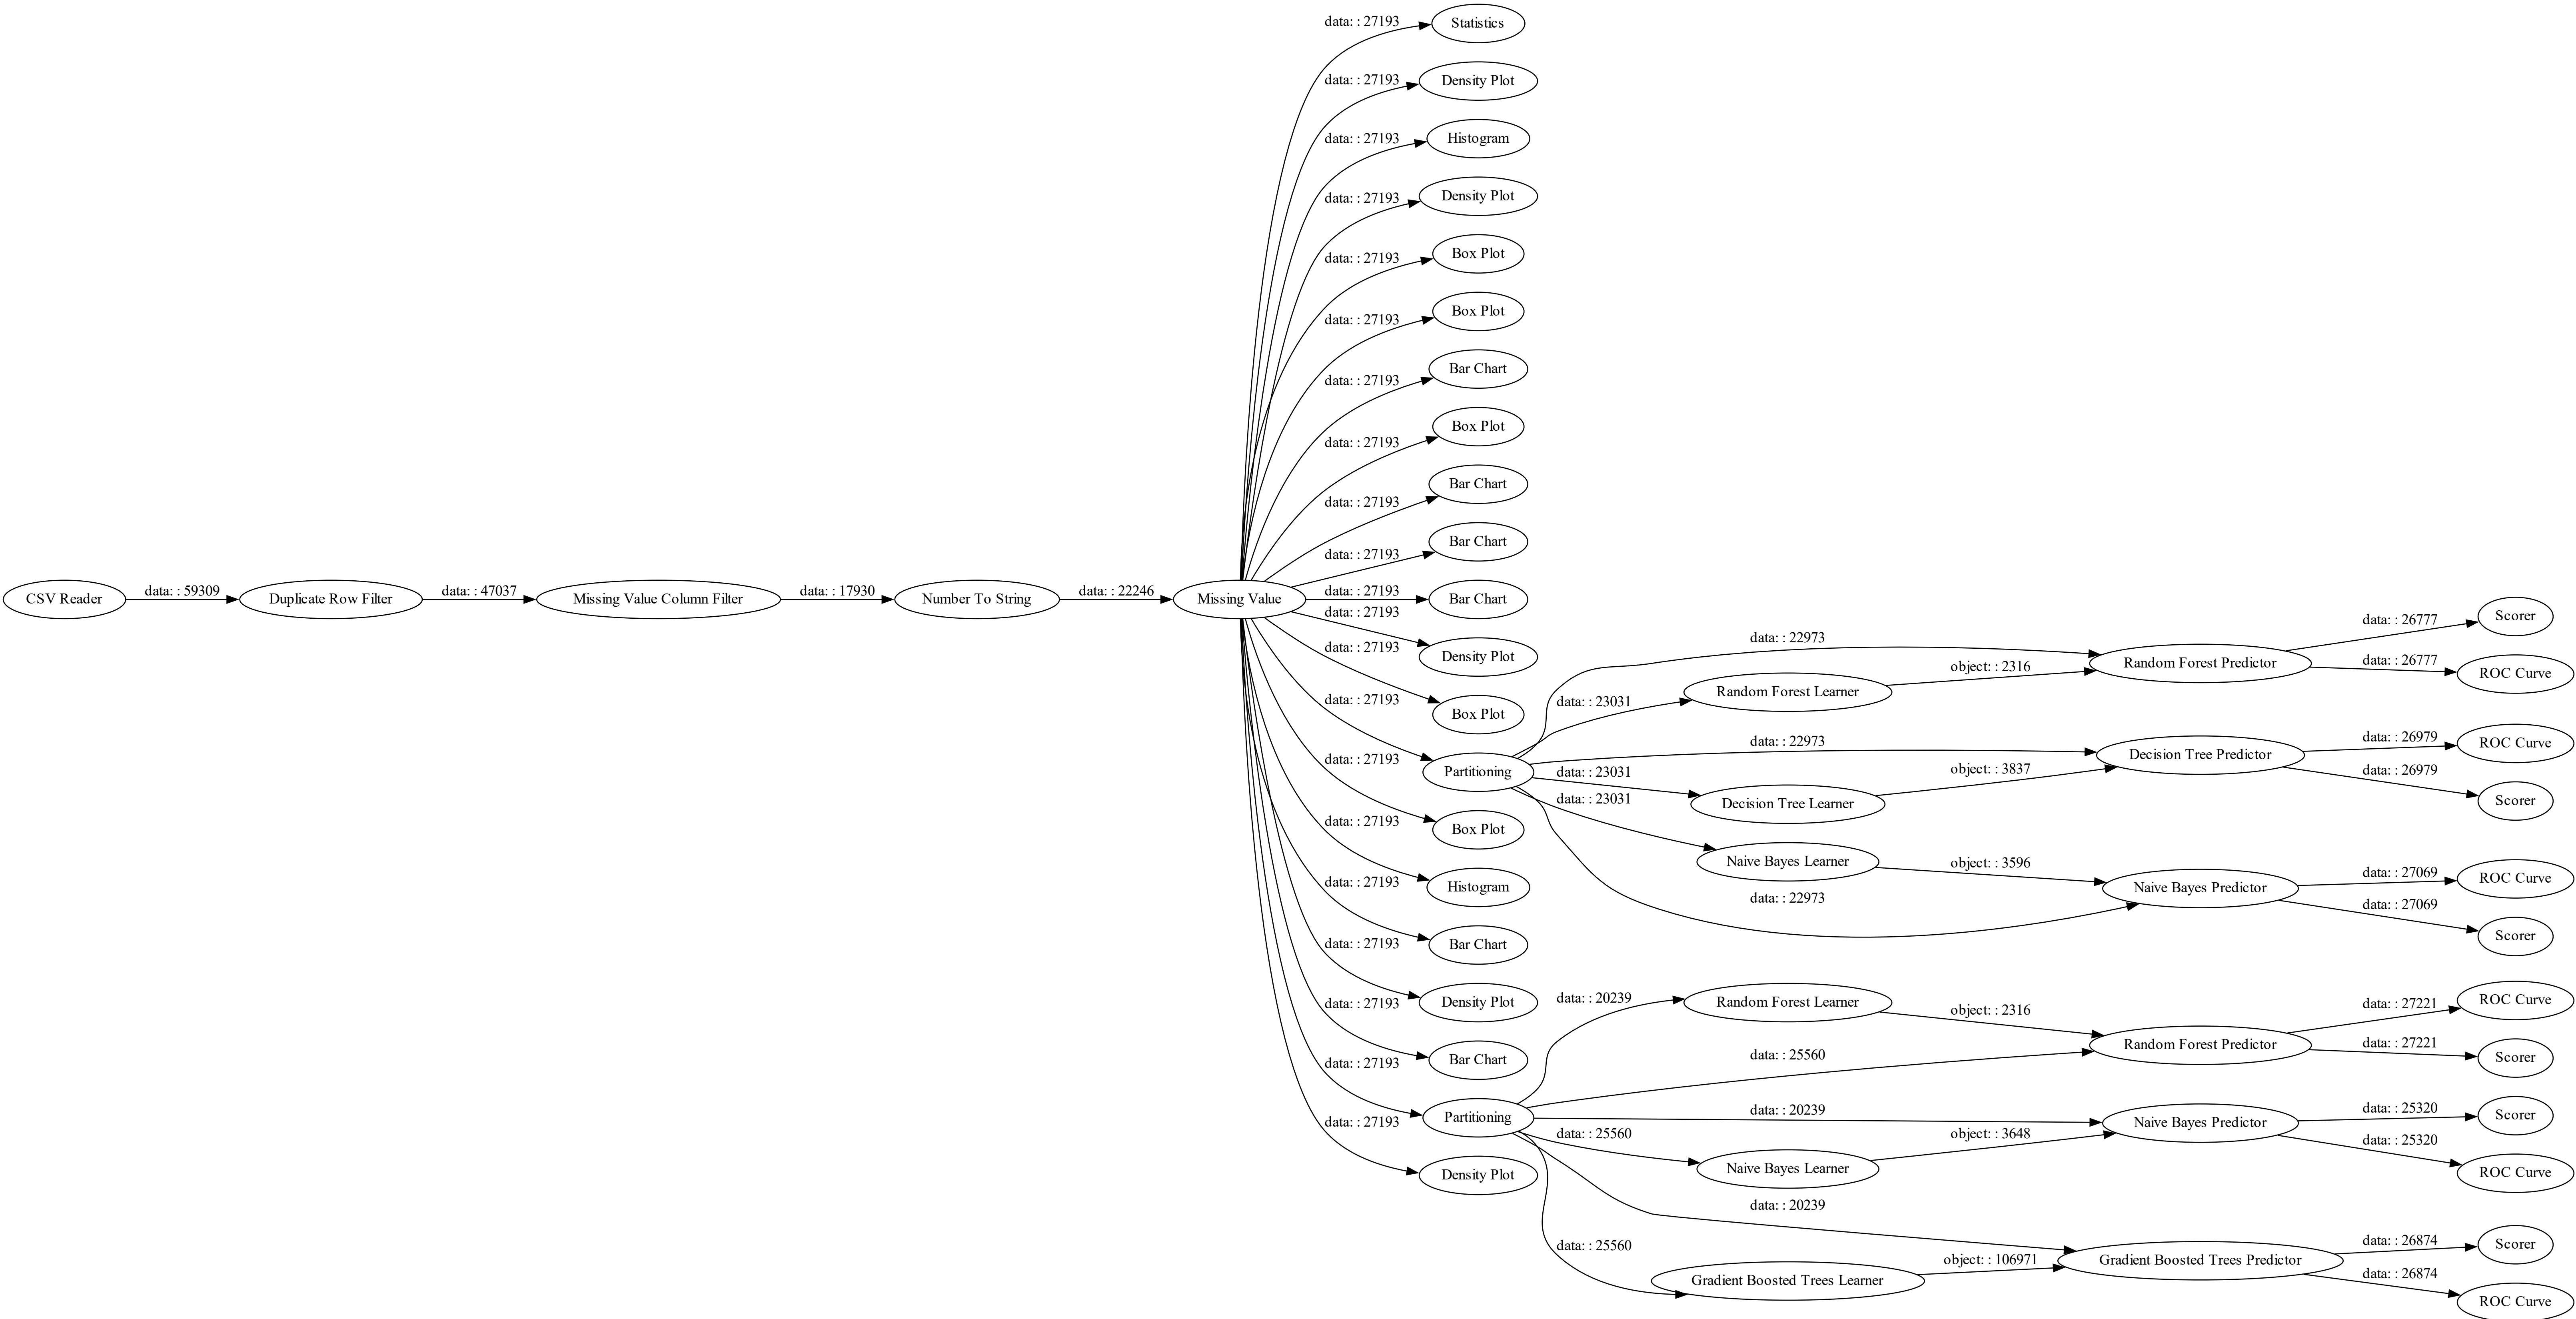 CSV Reader
data: : 59309
Duplicate Row Filter
data: : 47037
Missing Value Column Filter
data: : 17930
Number To String
data: : 22246
Missing Value
data: : 27193
Statistics
data: : 27193
Density Plot
data: : 27193
Histogram
data: : 27193
Density Plot
data: : 27193
Box Plot
data: : 27193
Box Plot
data: : 27193
Bar Chart
data: : 27193
Box Plot
data: : 27193
Bar Chart
data: : 27193
Bar Chart
data: : 27193
Bar Chart
data: : 27193
Density Plot
data: : 27193
Box Plot
data: : 27193
Partitioning
data: : 27193
Box Plot
data: : 27193
Histogram
data: : 27193
Bar Chart
data: : 27193
Density Plot
data: : 27193
Bar Chart
data: : 27193
Partitioning
data: : 27193
Density Plot
data: : 22973
data: : 23031
Random Forest Learner
object: : 2316
Random Forest Predictor
data: : 26777
Scorer
data: : 26777
ROC Curve
data: : 22973
data: : 23031
Decision Tree Learner
object: : 3837
Decision Tree Predictor
data: : 26979
ROC Curve
data: : 26979
Scorer
data: : 23031
Naive Bayes Learner
object: : 3596
data: : 22973
Naive Bayes Predictor
data: : 27069
ROC Curve
data: : 27069
Scorer
data: : 20239
Random Forest Learner
object: : 2316
data: : 25560
Random Forest Predictor
data: : 27221
ROC Curve
data: : 27221
Scorer
data: : 20239
data: : 25560
Naive Bayes Learner
object: : 3648
Naive Bayes Predictor
data: : 25320
Scorer
data: : 25320
ROC Curve
data: : 20239
data: : 25560
Gradient Boosted Trees Learner
object: : 106971
Gradient Boosted Trees Predictor
data: : 26874
Scorer
data: : 26874
ROC Curve